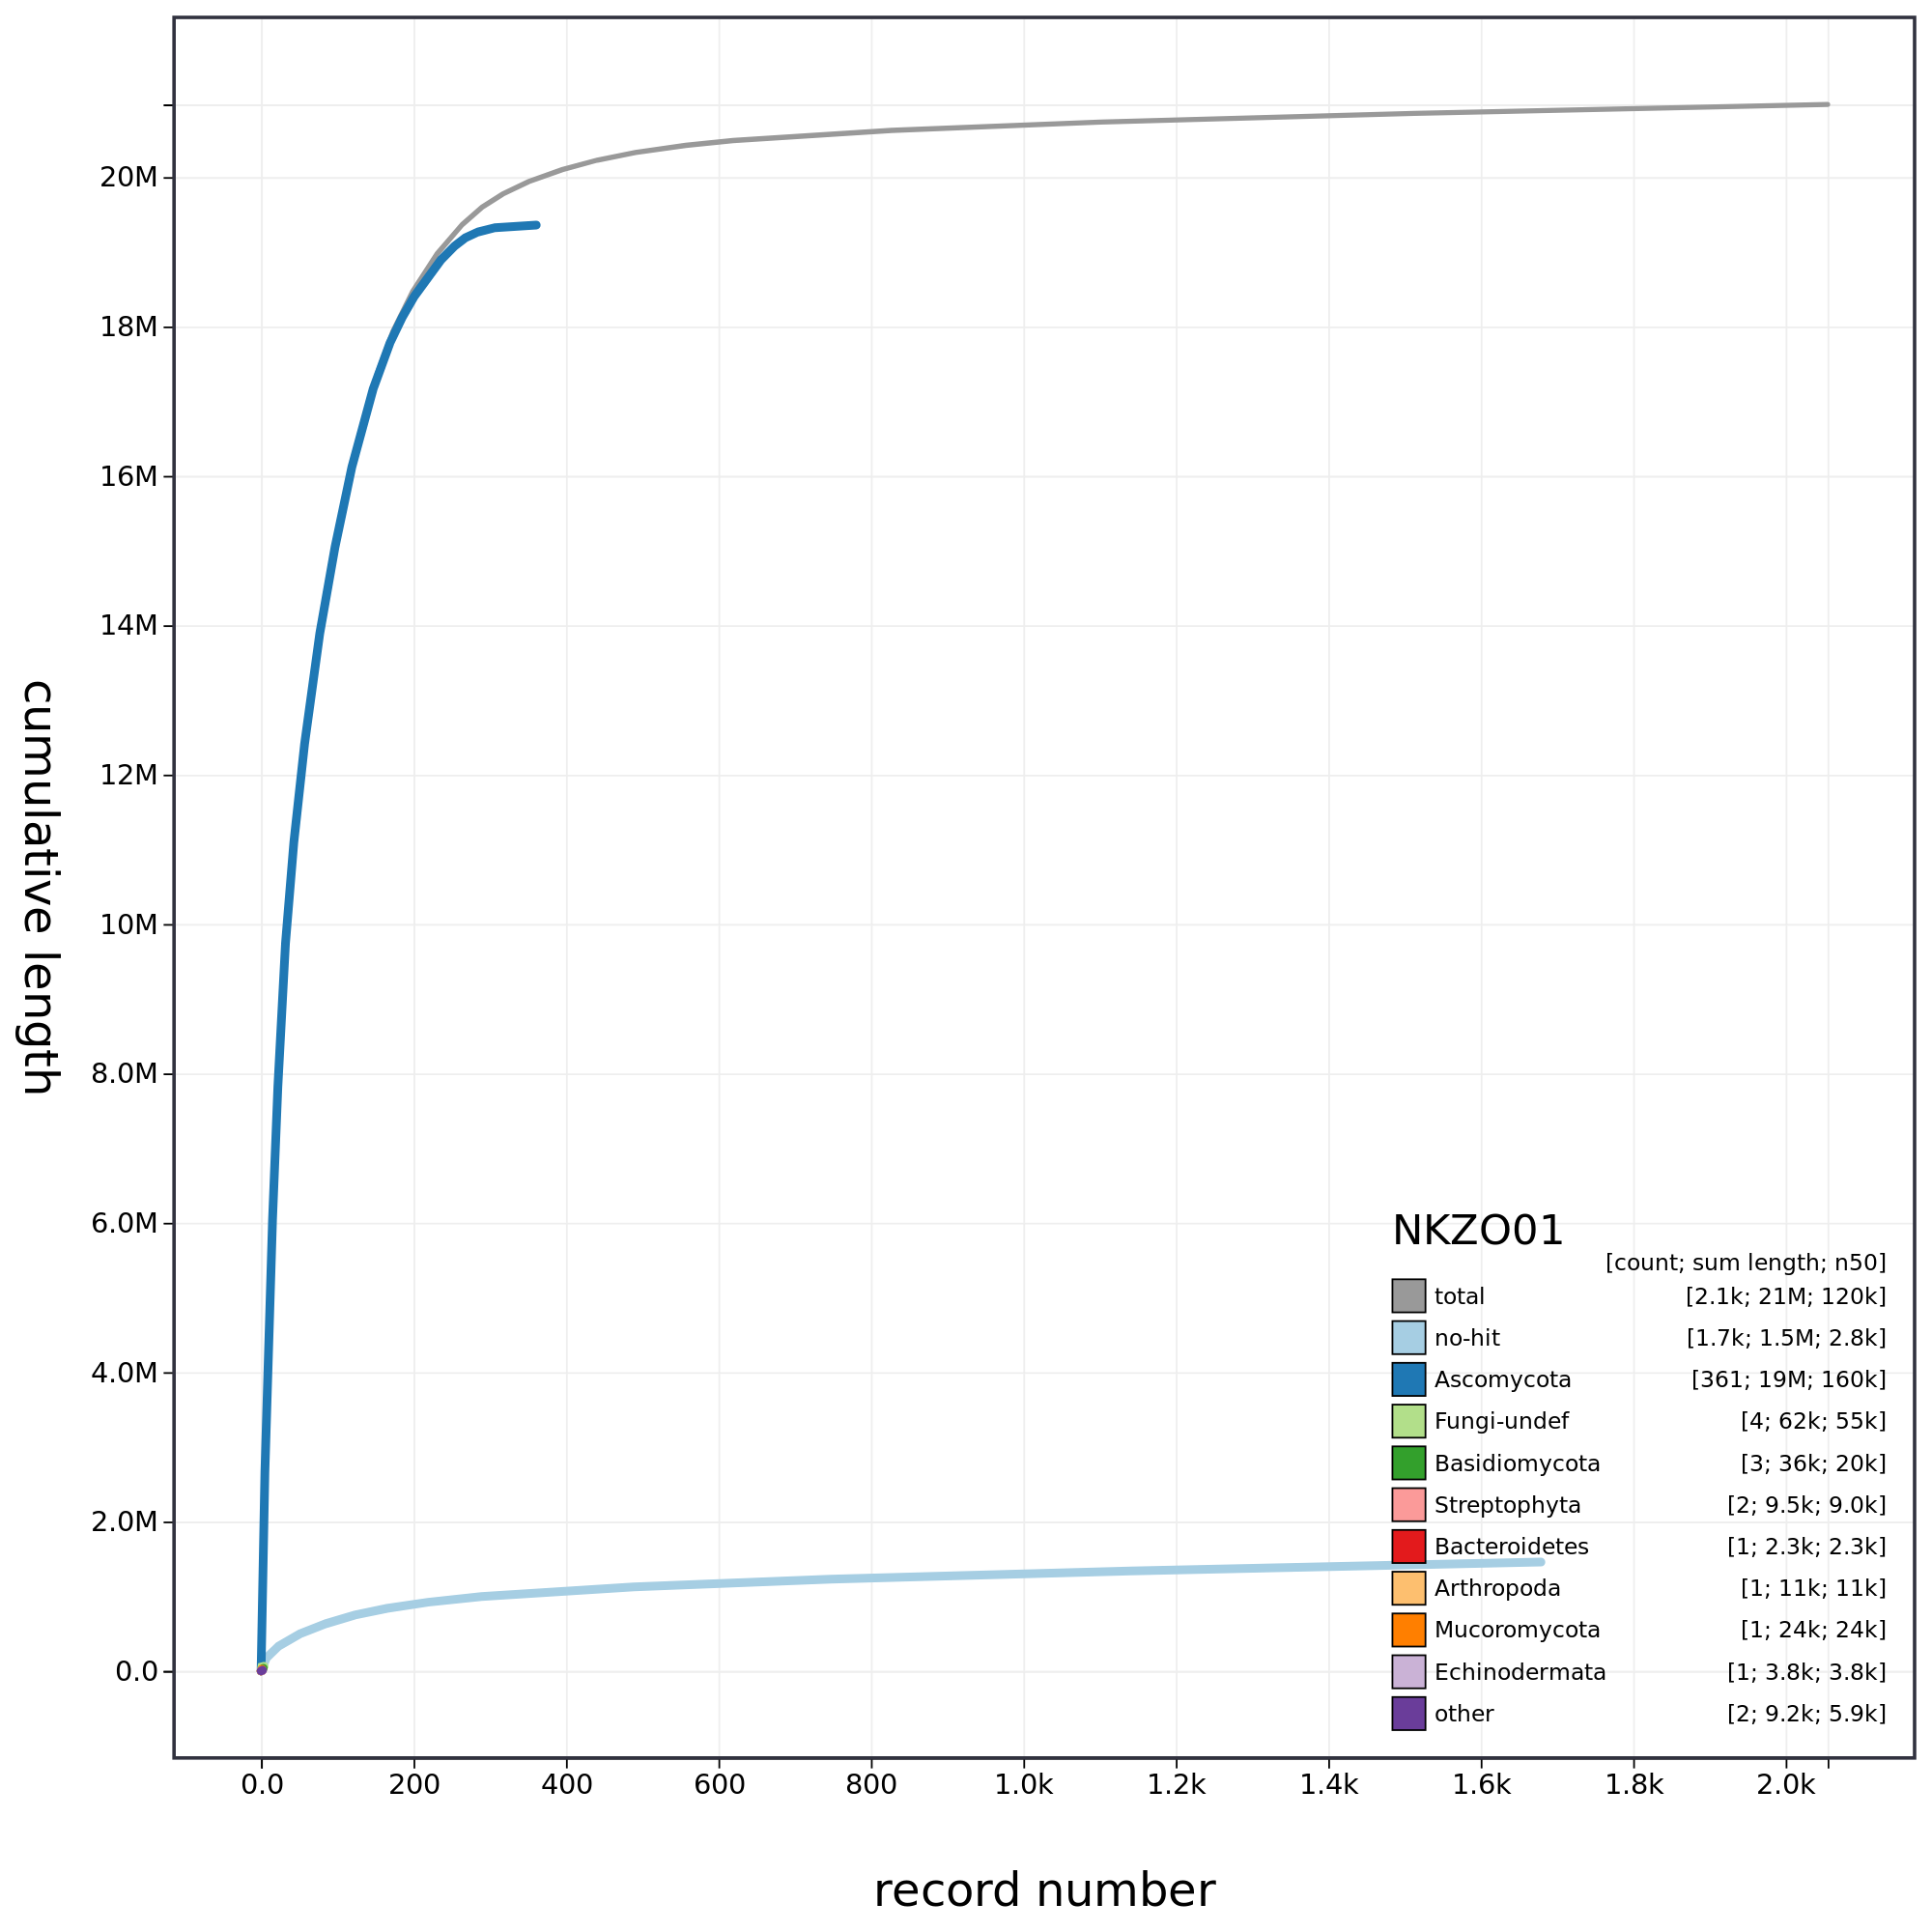 20M
18M
16M
14M
12M
10M
8.0M
6.0M
4.0M
2.0M
0.0
cumulative length
NKZO01
[count; sum length; n50]
total [2.1k; 21M; 120k]
no-hit [1.7k; 1.5M; 2.8k]
Ascomycota [361; 19M; 160k]
Fungi-undef [4; 62k; 55k]
Basidiomycota [3; 36k; 20k]
Streptophyta [2; 9.5k; 9.0k]
Bacteroidetes [1; 2.3k; 2.3k]
Arthropoda [1; 11k; 11k]
Mucoromycota [1; 24k; 24k]
Echinodermata [1; 3.8k; 3.8k]
other [2; 9.2k; 5.9k]
0.0 200 400 600 800 1.0k 1.2k 1.4k 1.6k 1.8k 2.0k
record number